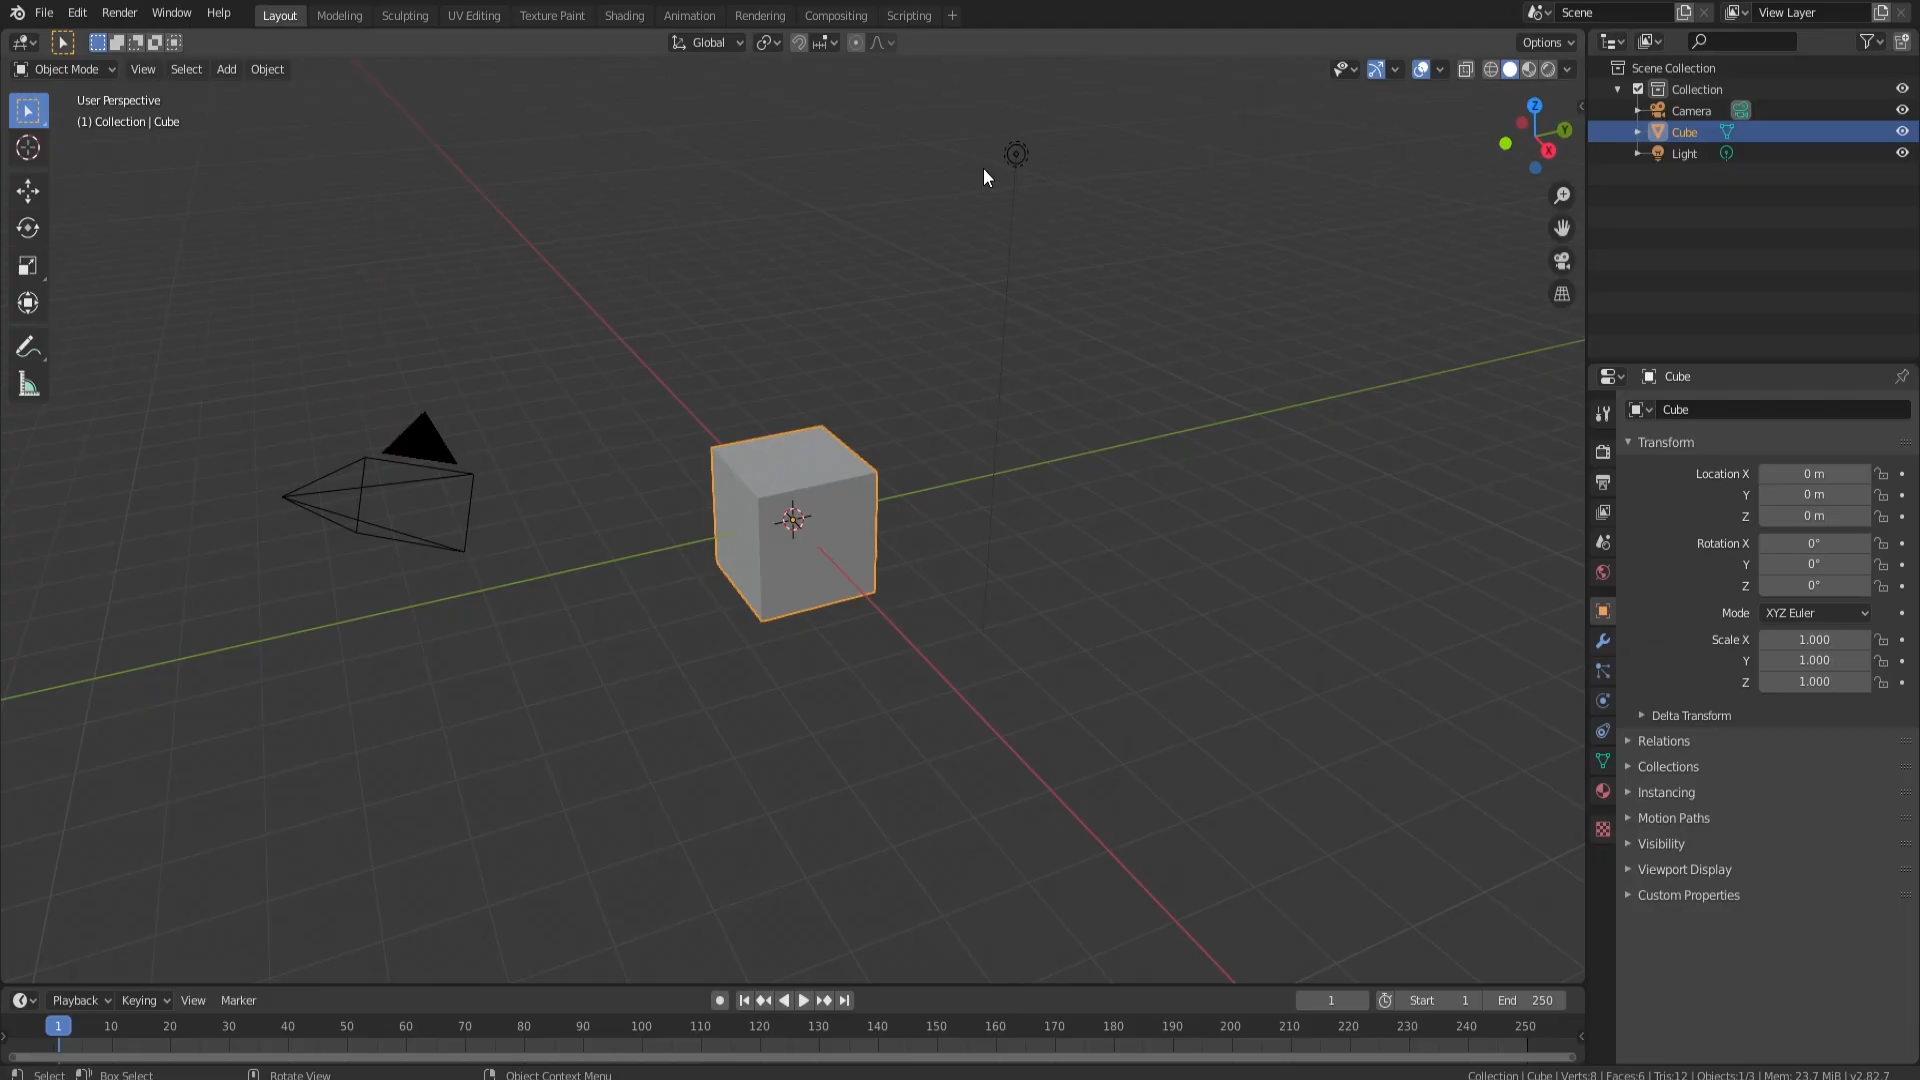 File Edit Render Window Help Layout Modeling Sculpting UV Editing Texture Paint Shading Animation Rendering Compositing Scripting + Scene View Layer
Global Options
Object Mode View Select Add Object
User Perspective
(1) Collection | Cube
Z
Y
X
Scene Collection
Collection
Camera
Cube
Light
Cube
Cube
Transform
Location X 0 m
Y 0 m
Z 0 m
Rotation X 0°
Y 0°
Z 0°
Mode XYZ Euler
Scale X 1.000
Y 1.000
Z 1.000
Delta Transform
Relations
Collections
Instancing
Motion Paths
Visibility
Viewport Display
Custom Properties
Playback Keying View Marker 1 Start 1 End 250
1 10 20 30 40 50 60 70 80 90 100 110 120 130 140 150 160 170 180 190 200 210 220 230 240 250
Select Box Select Rotate View Object Context Menu Collection | Cube | Verts:8 | Faces:6 | Tris:12 | Objects:1/3 | Mem: 23.7 MiB | v2.82.7